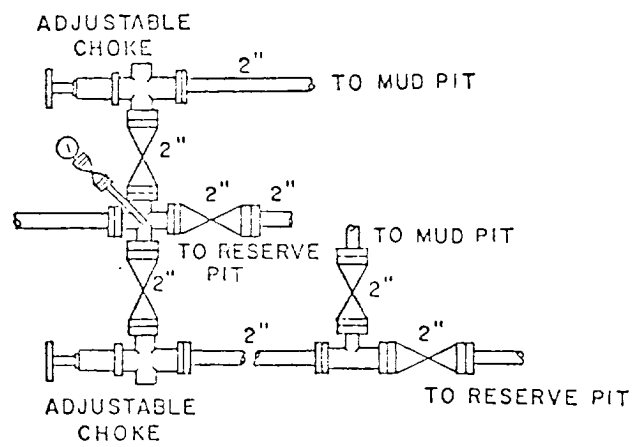 ADJUSTABLE
CHOKE
2"
TO MUD PIT
2"
2"
2"
TO RESERVE
PIT
TO MUD PIT
2"
2"
2"
2"
TO RESERVE PIT
ADJUSTABLE
CHOKE